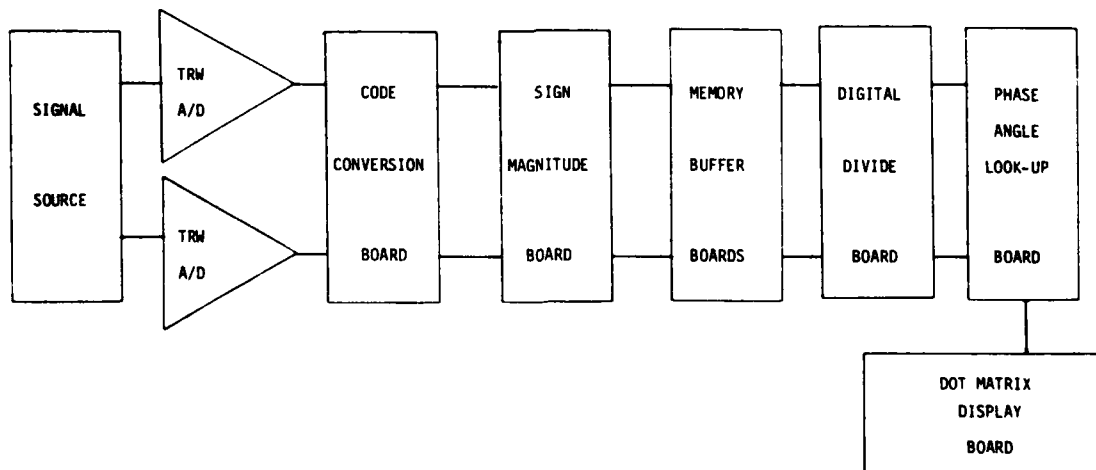 SIGNAL
SOURCE
TRW
A/D
TRW
A/D
CODE
CONVERSION
BOARD
SIGN
MAGNITUDE
BOARD
MEMORY
BUFFER
BOARDS
DIGITAL
DIVIDE
BOARD
PHASE
ANGLE
LOOK-UP
BOARD
DOT MATRIX
DISPLAY
BOARD